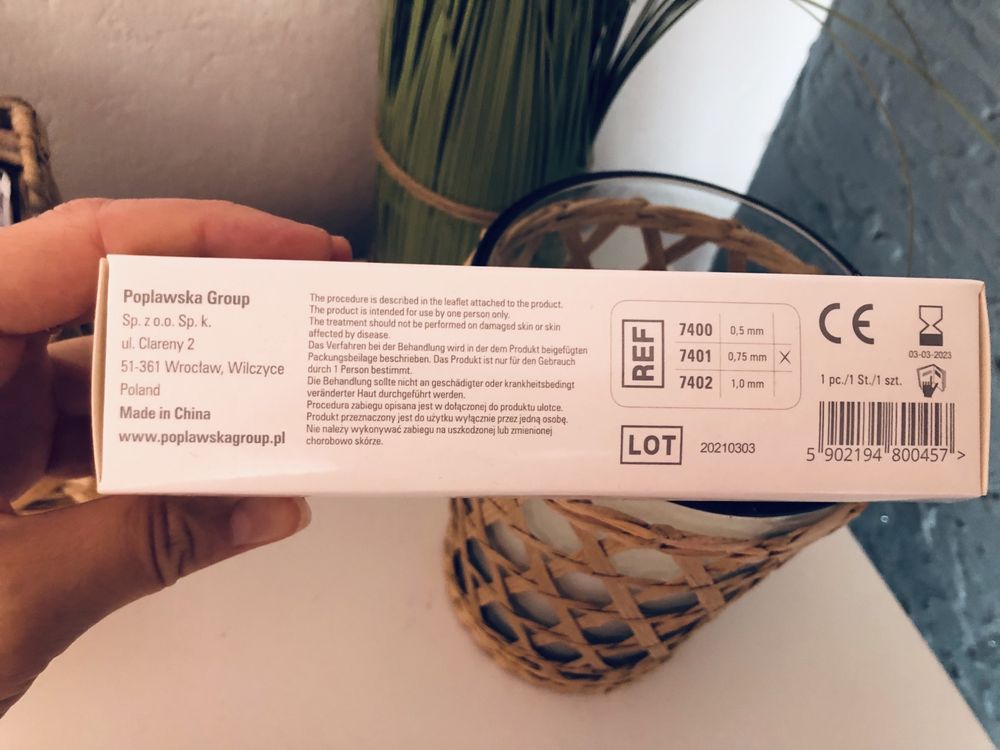 Poplawska Group
Sp. z o.o. Sp. k.
ul. Clareny 2
51-361 Wrocław, Wilczyce
Poland
Made in China
www.poplawskagroup.pl
The procedure is described in the leaflet attached to the product.
The product is intended for use by one person only.
The treatment should not be performed on damaged skin or skin
affected by disease.
Das Verfahren bei der Behandlung wird in der dem Produkt beigefügten
Packungsbeilage beschrieben. Das Produkt ist nur für den Gebrauch
durch 1 Person bestimmt.
Die Behandlung sollte nicht an geschädigter oder krankheitsbedingt
veränderter Haut durchgeführt werden.
Procedura zabiegu opisana jest w dołączonej do produktu ulotce.
Produkt przeznaczony jest do użytku wyłącznie przez jedną osobę.
Nie należy wykonywać zabiegu na uszkodzonej lub zmienionej
chorobowo skórze.
REF
7400 0,5 mm
7401 0,75 mm X
7402 1,0 mm
LOT 20210303
CE
03-03-2023
1 pc./1 St./1 szt.
5 902194 800457 >